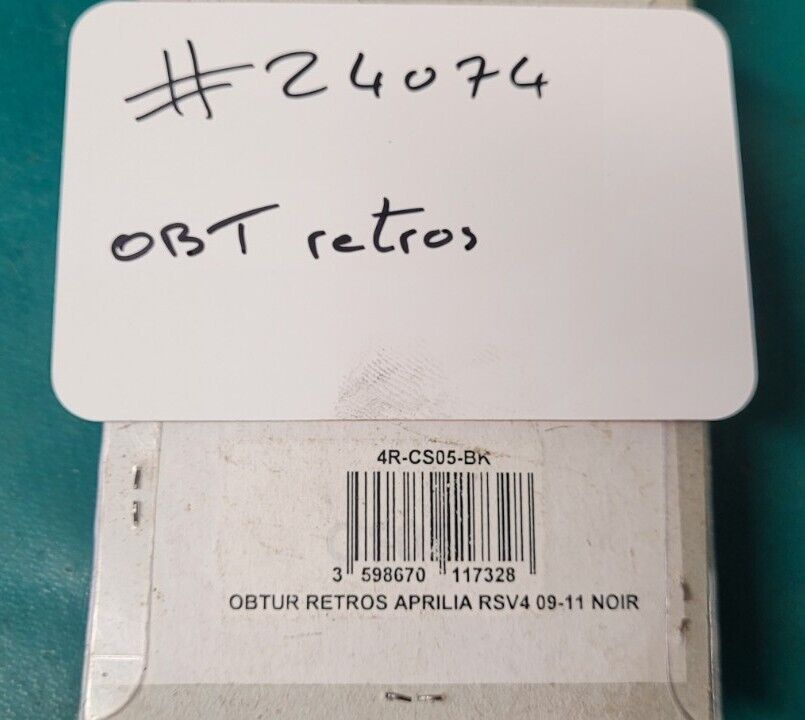 #24074
OBT retros
4R-CS05-BK
3 598670 117328
OBTUR RETROS APRILIA RSV4 09-11 NOIR